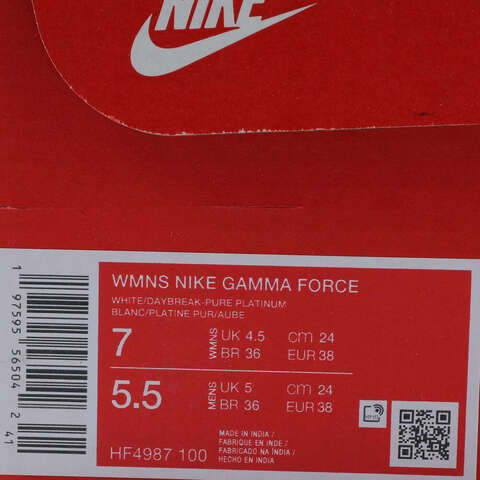 NIKE
WMNS NIKE GAMMA FORCE
WHITE/DAYBREAK-PURE PLATINUM
BLANC/PLATINE PUR/AUBE
7 WMNS UK 4.5 cm 24
BR 36 EUR 38
5.5 MENS UK 5 cm 24
BR 36 EUR 38
HF4987 100
MADE IN INDIA /
FABRIQUE EN INDE /
FABRICADO NA ÍNDIA /
HECHO EN INDIA
1 97595 56504 2 41